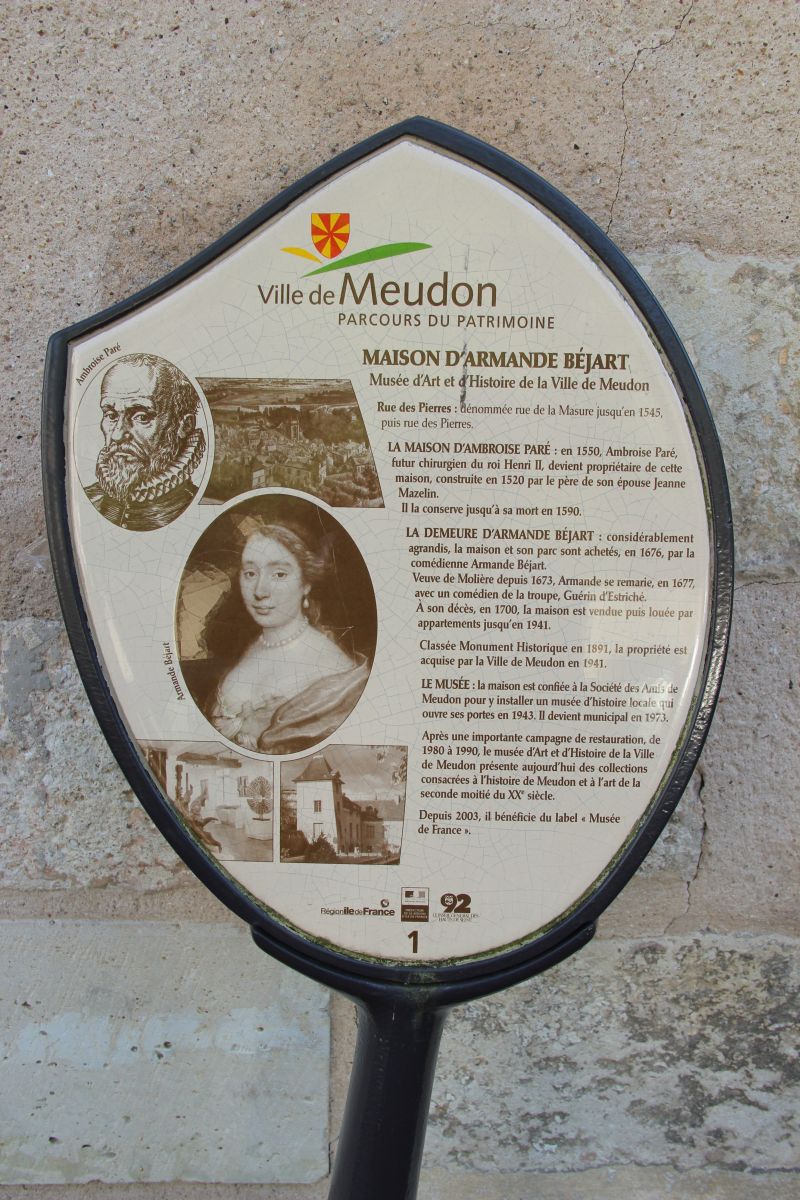 Ville de Meudon
PARCOURS DU PATRIMOINE
MAISON D'ARMANDE BÉJART
Musée d'Art et d'Histoire de la Ville de Meudon
Ambroise Paré
Rue des Pierres : dénommée rue de la Masure jusqu'en 1545,
puis rue des Pierres.
LA MAISON D'AMBROISE PARÉ : en 1550, Ambroise Paré,
futur chirurgien du roi Henri II, devient propriétaire de cette
maison, construite en 1520 par le père de son épouse Jeanne
Mazelin.
Il la conserve jusqu'à sa mort en 1590.
LA DEMEURE D'ARMANDE BÉJART : considérablement
agrandis, la maison et son parc sont achetés, en 1676, par la
comédienne Armande Béjart.
Veuve de Molière depuis 1673, Armande se remarie, en 1677,
avec un comédien de la troupe, Guérin d'Estriché.
À son décès, en 1700, la maison est vendue puis louée par
appartements jusqu'en 1941.
Armande Béjart
Classée Monument Historique en 1891, la propriété est
acquise par la Ville de Meudon en 1941.
LE MUSÉE : la maison est confiée à la Société des Amis de
Meudon pour y installer un musée d'histoire locale qui
ouvre ses portes en 1943. Il devient municipal en 1973.
Après une importante campagne de restauration, de
1980 à 1990, le musée d'Art et d'Histoire de la Ville
de Meudon présente aujourd'hui des collections
consacrées à l'histoire de Meudon et à l'art de la
seconde moitié du XXe siècle.
Depuis 2003, il bénéficie du label « Musée
de France ».
Région île de France
92
CONSEIL GENERAL DES
HAUTS-DE-SEINE
1